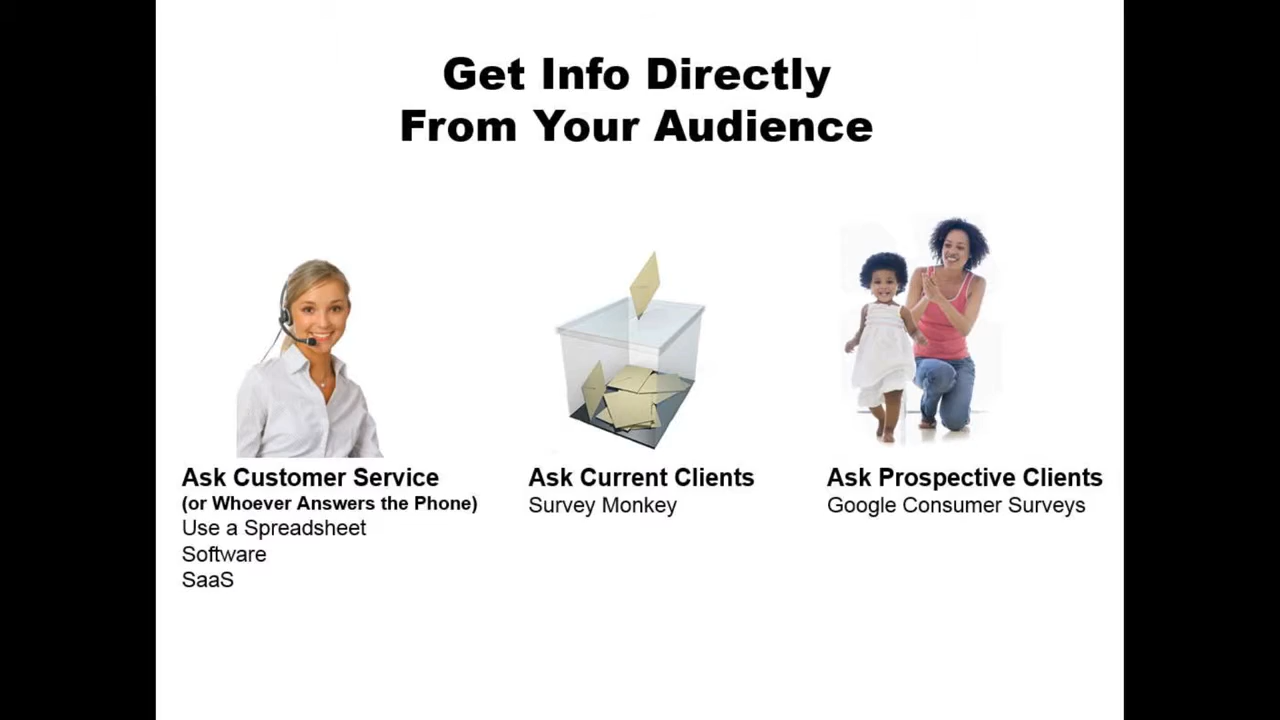 Get Info Directly
From Your Audience
Ask Customer Service
(or Whoever Answers the Phone)
Use a Spreadsheet
Software
SaaS
Ask Current Clients
Survey Monkey
Ask Prospective Clients
Google Consumer Surveys